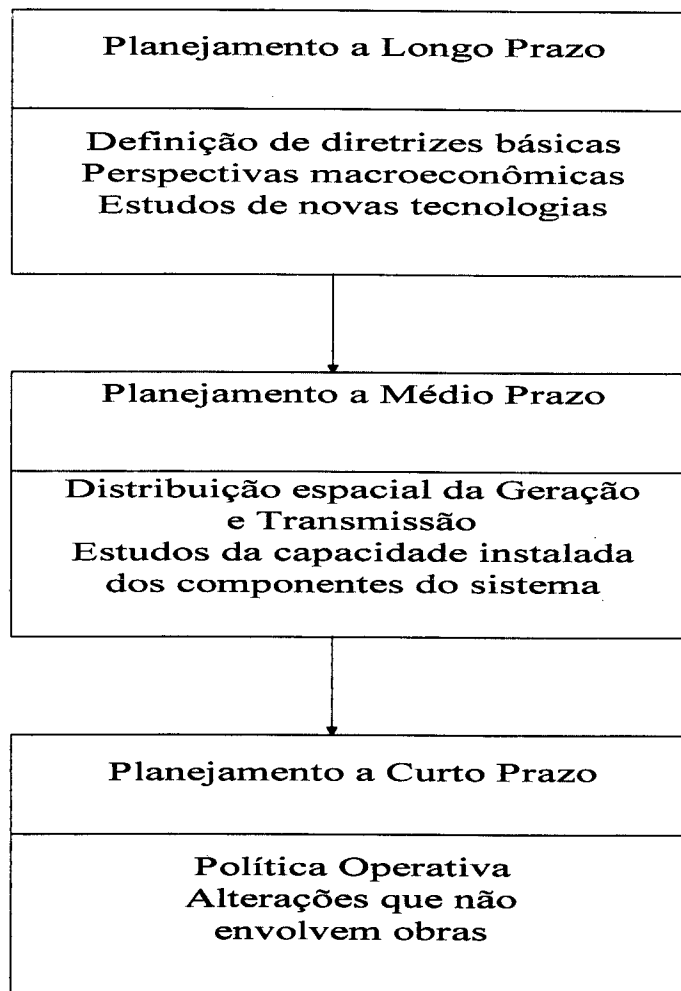 Planejamento a Longo Prazo
Definição de diretrizes básicas
Perspectivas macroeconômicas
Estudos de novas tecnologias
Planejamento a Médio Prazo
Distribuição espacial da Geração
e Transmissão
Estudos da capacidade instalada
dos componentes do sistema
Planejamento a Curto Prazo
Política Operativa
Alterações que não
envolvem obras